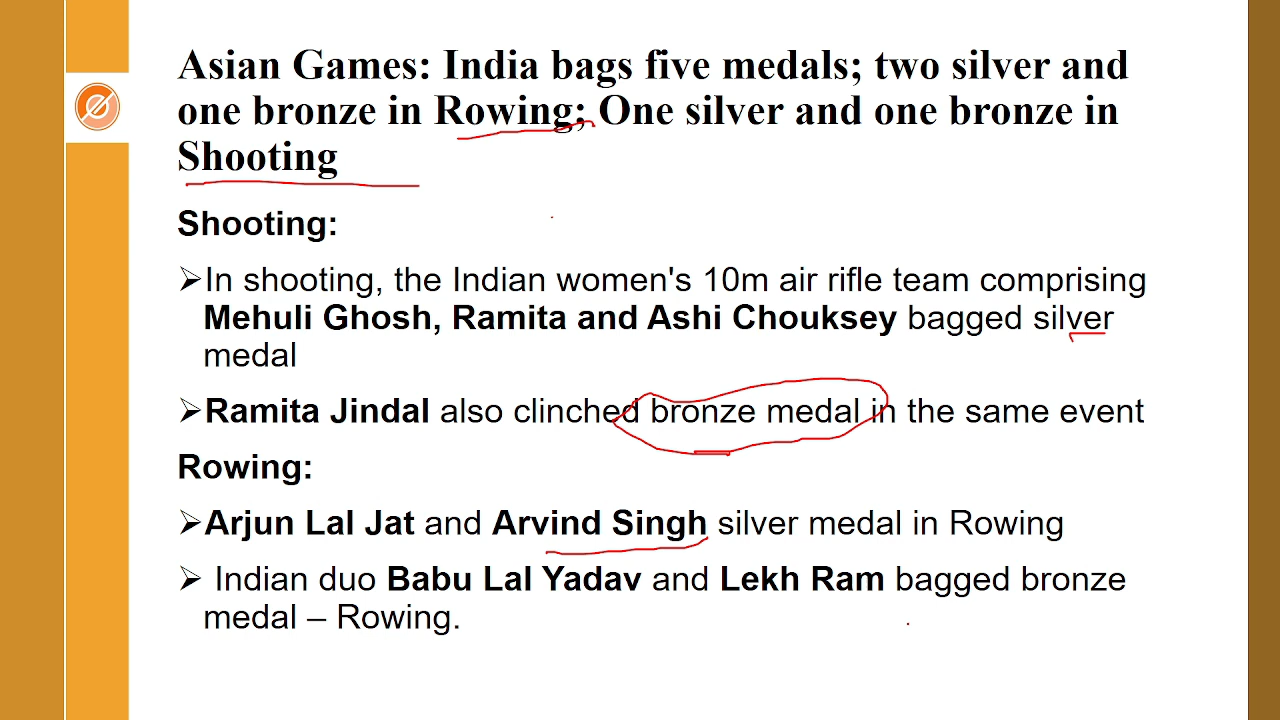 Asian Games: India bags five medals; two silver and
one bronze in Rowing; One silver and one bronze in
Shooting
Shooting:
➢In shooting, the Indian women's 10m air rifle team comprising
Mehuli Ghosh, Ramita and Ashi Chouksey bagged silver
medal
➢Ramita Jindal also clinched bronze medal in the same event
Rowing:
➢Arjun Lal Jat and Arvind Singh silver medal in Rowing
➢ Indian duo Babu Lal Yadav and Lekh Ram bagged bronze
medal – Rowing.